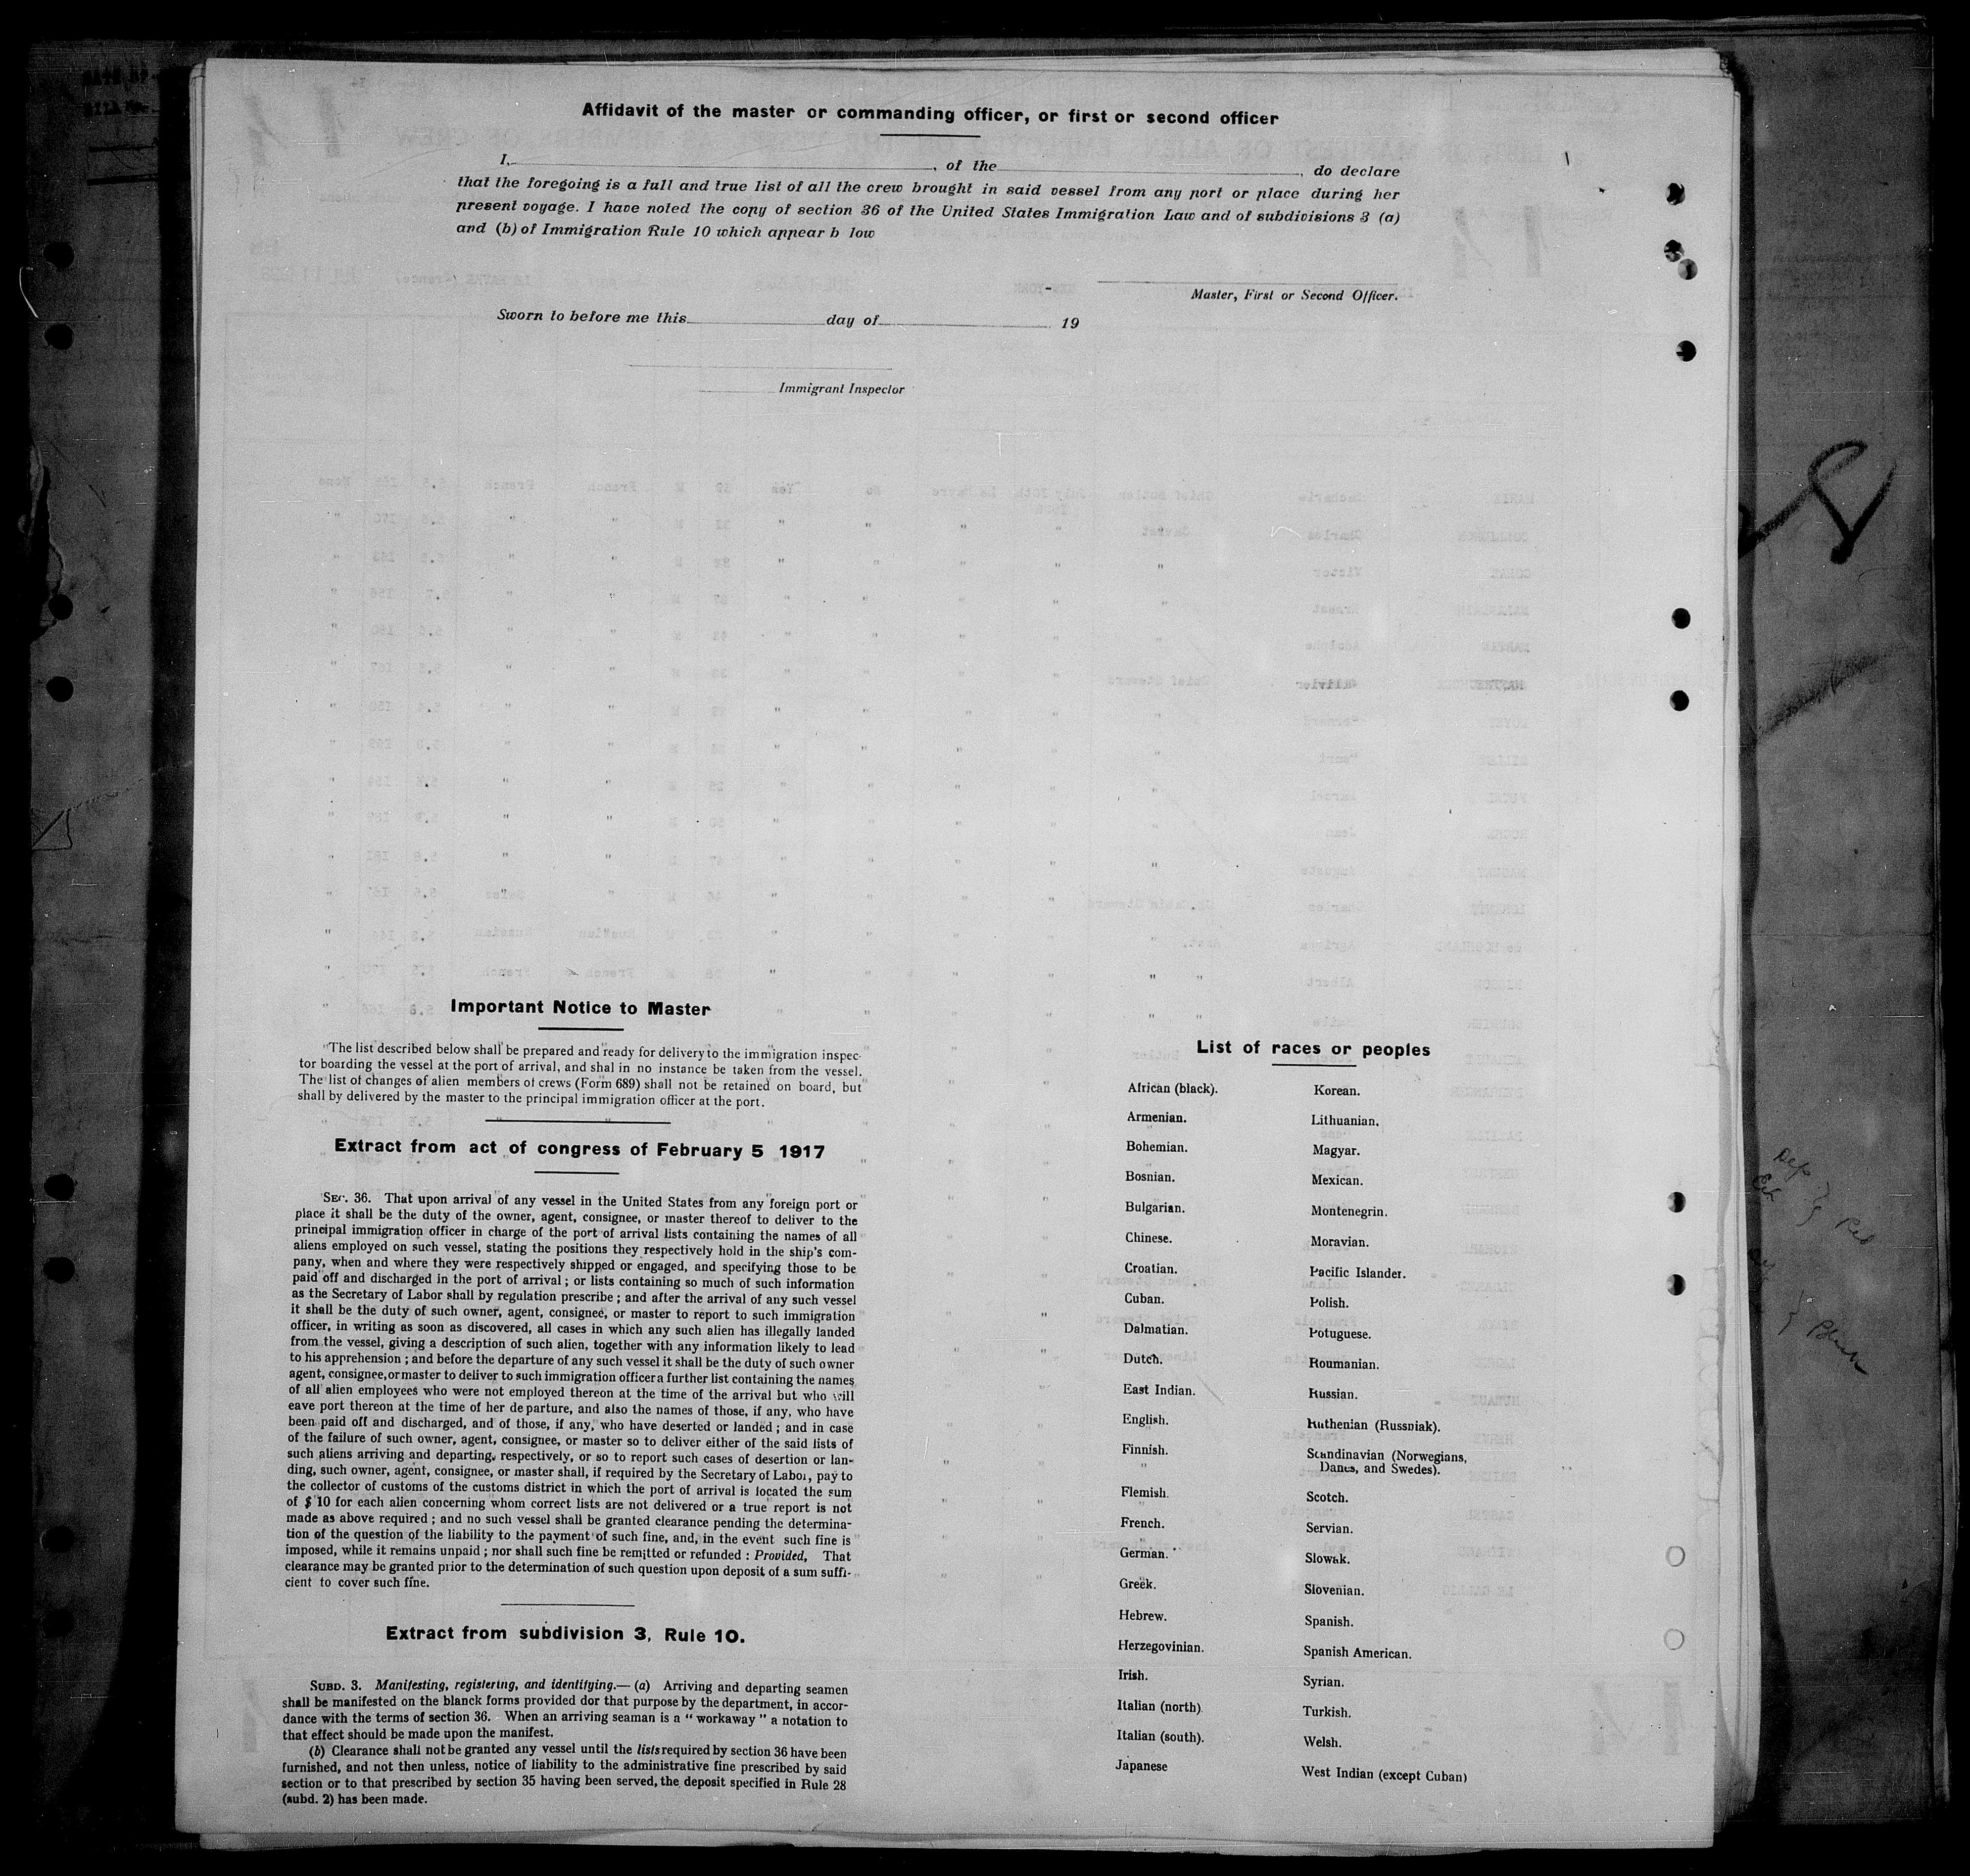 Affidavit of the master or commanding officer, or first or second officer
I, , of the , do declare
that the foregoing is a full and true list of all the crew brought in said vessel from any port or place during her
present voyage. I have noted the copy of section 36 of the United States Immigration Law and of subdivisions 3 (a)
and (b) of Immigration Rule 10 which appear b low
Master, First or Second Officer.
Sworn to before me this day of 19
Immigrant Inspector
Important Notice to Master
The list described below shall be prepared and ready for delivery to the immigration inspec-
tor boarding the vessel at the port of arrival, and shal in no instance be taken from the vessel.
The list of changes of alien members of crews (Form 689) shall not be retained on board, but
shall by delivered by the master to the principal immigration officer at the port.
Extract from act of congress of February 5 1917
SEC. 36. That upon arrival of any vessel in the United States from any foreign port or
place it shall be the duty of the owner, agent, consignee, or master thereof to deliver to the
principal immigration officer in charge of the port of arrival lists containing the names of all
aliens employed on such vessel, stating the positions they respectively hold in the ship's com-
pany, when and where they were respectively shipped or engaged, and specifying those to be
paid off and discharged in the port of arrival ; or lists containing so much of such information
as the Secretary of Labor shall by regulation prescribe ; and after the arrival of any such vessel
it shall be the duty of such owner, agent, consignee, or master to report to such immigration
officer, in writing as soon as discovered, all cases in which any such alien has illegally landed
from the vessel, giving a description of such alien, together with any information likely to lead
to his apprehension ; and before the departure of any such vessel it shall be the duty of such owner
agent, consignee, or master to deliver to such immigration officer a further list containing the names
of all alien employees who were not employed thereon at the time of the arrival but who will
eave port thereon at the time of her departure, and also the names of those, if any, who have
been paid off and discharged, and of those, if any, who have deserted or landed ; and in case
of the failure of such owner, agent, consignee, or master so to deliver either of the said lists of
such aliens arriving and departing, respectively, or so to report such cases of desertion or lan-
ding, such owner, agent, consignee, or master shall, if required by the Secretary of Labor, pay to
the collector of customs of the customs district in which the port of arrival is located the sum
of $ 10 for each alien concerning whom correct lists are not delivered or a true report is not
made as above required ; and no such vessel shall be granted clearance pending the determina-
tion of the question of the liability to the payment of such fine, and, in the event such fine is
imposed, while it remains unpaid ; nor shall such fine be remitted or refunded : Provided, That
clearance may be granted prior to the determination of such question upon deposit of a sum suffi-
cient to cover such fine.
Extract from subdivision 3, Rule 10.
SUBD. 3. Manifesting, registering, and identifying.— (a) Arriving and departing seamen
shall be manifested on the blanck forms provided dor that purpose by the department, in accor-
dance with the terms of section 36. When an arriving seaman is a “ workaway ” a notation to
that effect should be made upon the manifest.
(b) Clearance shall not be granted any vessel until the lists required by section 36 have been
furnished, and not then unless, notice of liability to the administrative fine prescribed by said
section or to that prescribed by section 35 having been served, the deposit specified in Rule 28
(subd. 2) has been made.
List of races or peoples
African (black).
Armenian.
Bohemian.
Bosnian.
Bulgarian.
Chinese.
Croatian.
Cuban.
Dalmatian.
Dutch.
East Indian.
English.
Finnish.
Flemish.
French.
German.
Greek.
Hebrew.
Herzegovinian.
Irish.
Italian (north)
Italian (south).
Japanese
Korean.
Lithuanian.
Magyar.
Mexican.
Montenegrin.
Moravian.
Pacific Islander.
Polish.
Potuguese.
Roumanian.
Russian.
Ruthenian (Russniak).
Scandinavian (Norwegians,
Danes, and Swedes).
Scotch.
Servian.
Slowak.
Slovenian.
Spanish.
Spanish American.
Syrian.
Turkish.
Welsh.
West Indian (except Cuban)